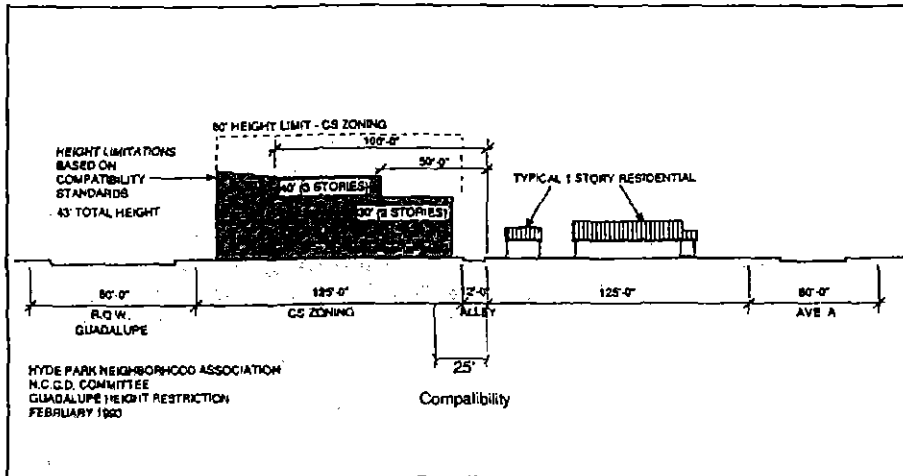 60' HEIGHT LIMIT - CS ZONING
100'-0"
50'-0"
HEIGHT LIMITATIONS
BASED ON
COMPATIBILITY
STANDARDS
43' TOTAL HEIGHT
40' (3 STORIES)
30' (2 STORIES)
TYPICAL 1 STORY RESIDENTIAL
80'-0"
R.O.W.
GUADALUPE
125'-0"
CS ZONING
ALLEY
125'-0"
60'-0"
AVE A
25'
Compatibility
HYDE PARK NEIGHBORHOOD ASSOCIATION
N.C.C.D. COMMITTEE
GUADALUPE HEIGHT RESTRICTION
FEBRUARY